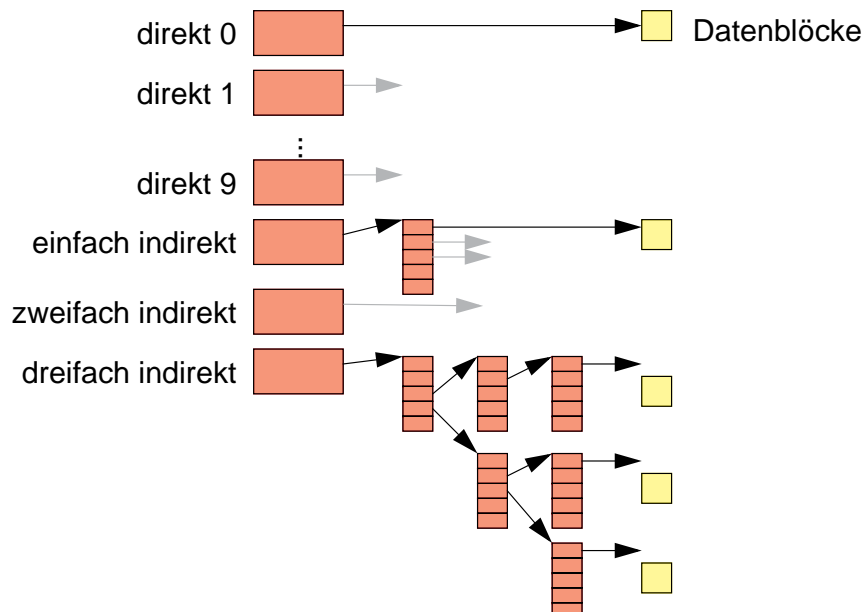 direkt 0
Datenblöcke
direkt 1
...
direkt 9
einfach indirekt
zweifach indirekt
dreifach indirekt